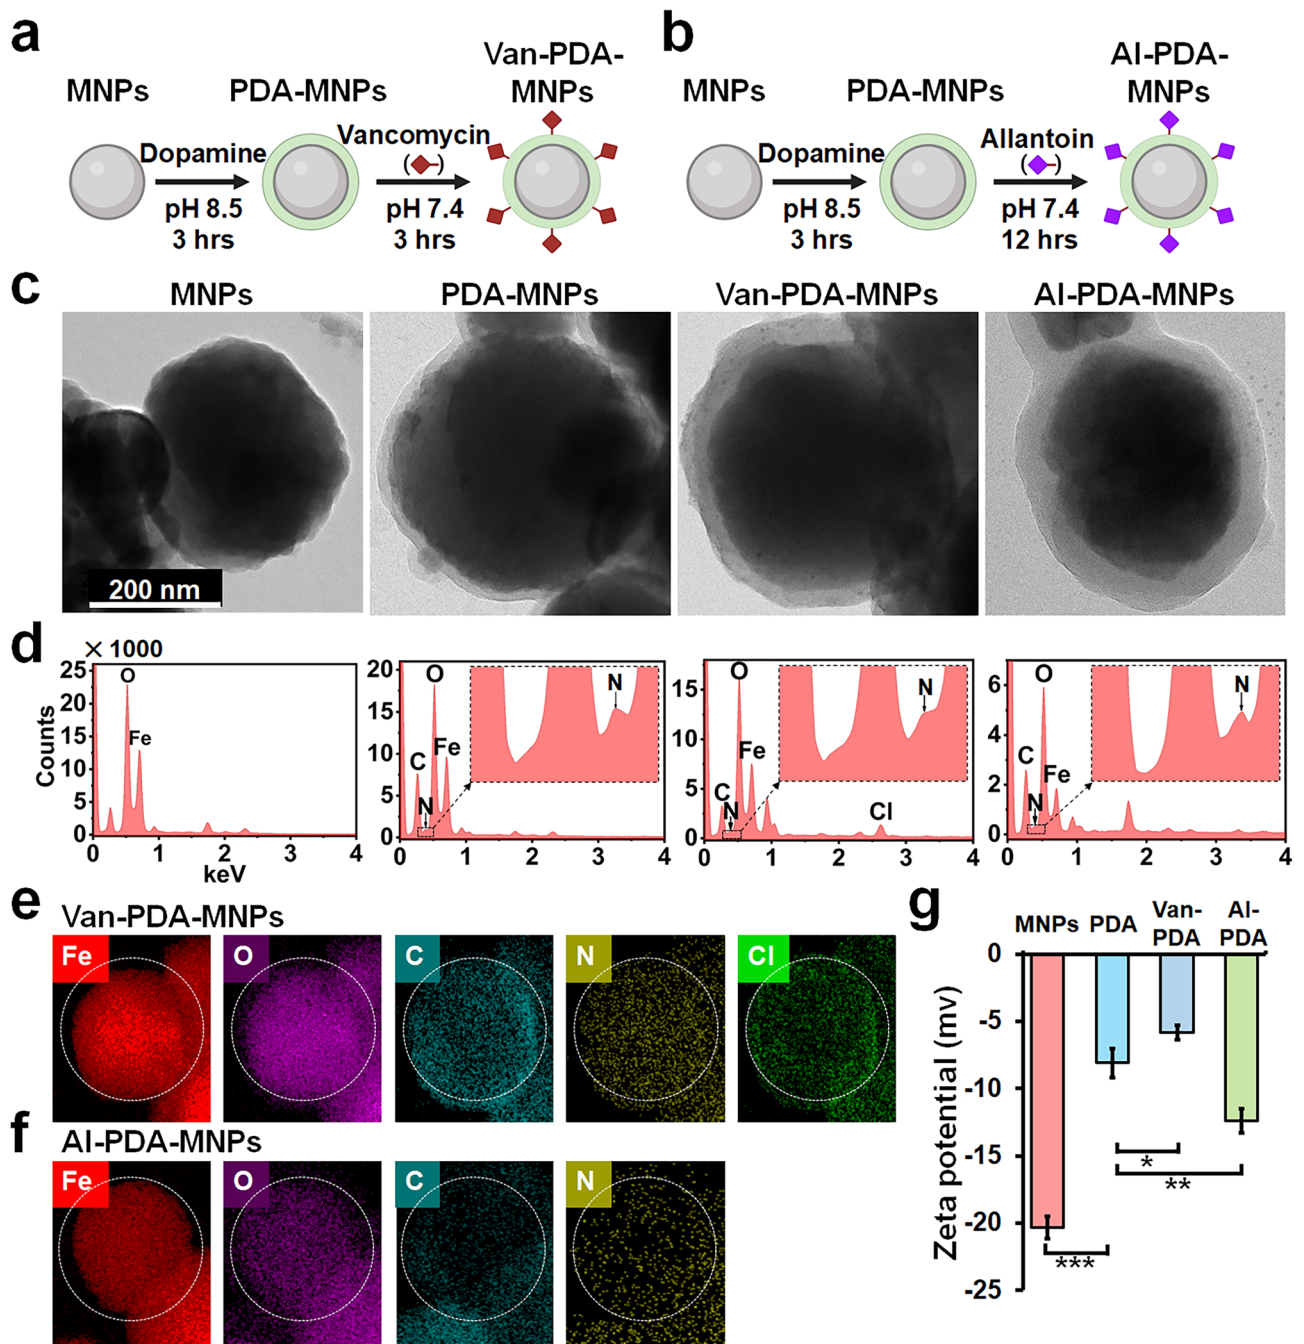 a
MNPs
PDA-MNPs
Van-PDA-
MNPs
Dopamine
pH 8.5
3 hrs
Vancomycin
( )
pH 7.4
3 hrs
b
MNPs
PDA-MNPs
Al-PDA-
MNPs
Dopamine
pH 8.5
3 hrs
Allantoin
( )
pH 7.4
12 hrs
c
MNPs
PDA-MNPs
Van-PDA-MNPs
Al-PDA-MNPs
200 nm
d
× 1000
Counts
25
20
15
10
5
0
O
Fe
0 1 2 3 4
keV
20
15
10
5
0
C
N
O
Fe
N
0 1 2 3 4
15
10
5
0
C
N
O
Fe
N
Cl
0 1 2 3 4
6
4
2
0
C
N
O
Fe
N
0 1 2 3 4
e
Van-PDA-MNPs
Fe
O
C
N
Cl
f
Al-PDA-MNPs
Fe
O
C
N
g
MNPs
PDA
Van-
PDA
Al-
PDA
Zeta potential (mv)
0
-5
-10
-15
-20
-25
*
**
***